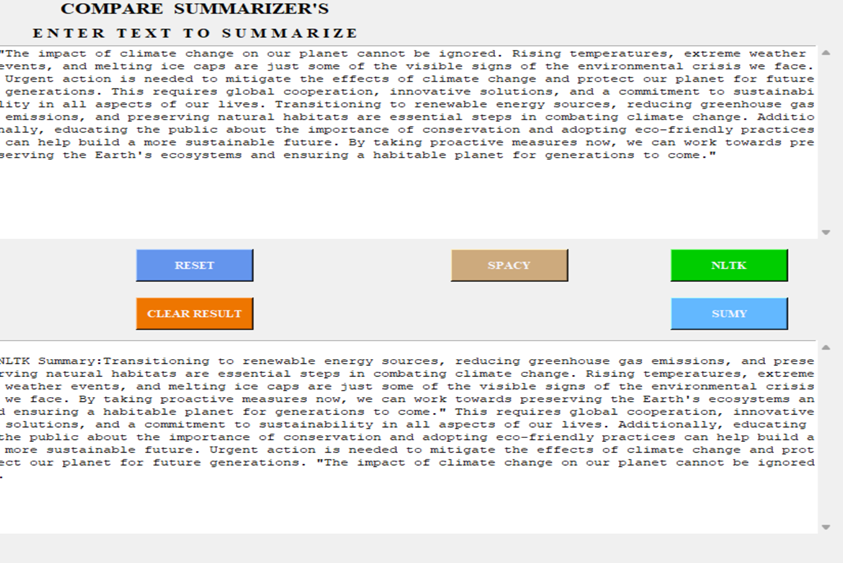 COMPARE SUMMARIZER'S
ENTER TEXT TO SUMMARIZE
"The impact of climate change on our planet cannot be ignored. Rising temperatures, extreme weather
events, and melting ice caps are just some of the visible signs of the environmental crisis we face.
Urgent action is needed to mitigate the effects of climate change and protect our planet for future
generations. This requires global cooperation, innovative solutions, and a commitment to sustainabi
lity in all aspects of our lives. Transitioning to renewable energy sources, reducing greenhouse gas
emissions, and preserving natural habitats are essential steps in combating climate change. Additio
nally, educating the public about the importance of conservation and adopting eco-friendly practices
can help build a more sustainable future. By taking proactive measures now, we can work towards pre
serving the Earth's ecosystems and ensuring a habitable planet for generations to come."
RESET SPACY NLTK
CLEAR RESULT SUMY
NLTK Summary:Transitioning to renewable energy sources, reducing greenhouse gas emissions, and prese
rving natural habitats are essential steps in combating climate change. Rising temperatures, extreme
weather events, and melting ice caps are just some of the visible signs of the environmental crisis
we face. By taking proactive measures now, we can work towards preserving the Earth's ecosystems an
d ensuring a habitable planet for generations to come." This requires global cooperation, innovative
solutions, and a commitment to sustainability in all aspects of our lives. Additionally, educating
the public about the importance of conservation and adopting eco-friendly practices can help build a
more sustainable future. Urgent action is needed to mitigate the effects of climate change and prot
ect our planet for future generations. "The impact of climate change on our planet cannot be ignored
.